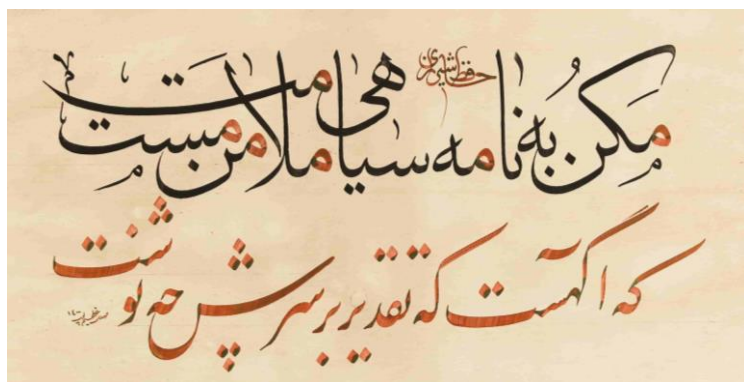 مکن به نامه سیاهی ملامت من مست
حافظ شیرازی
که آگهست که تقدیر بر سرش چه نوشت